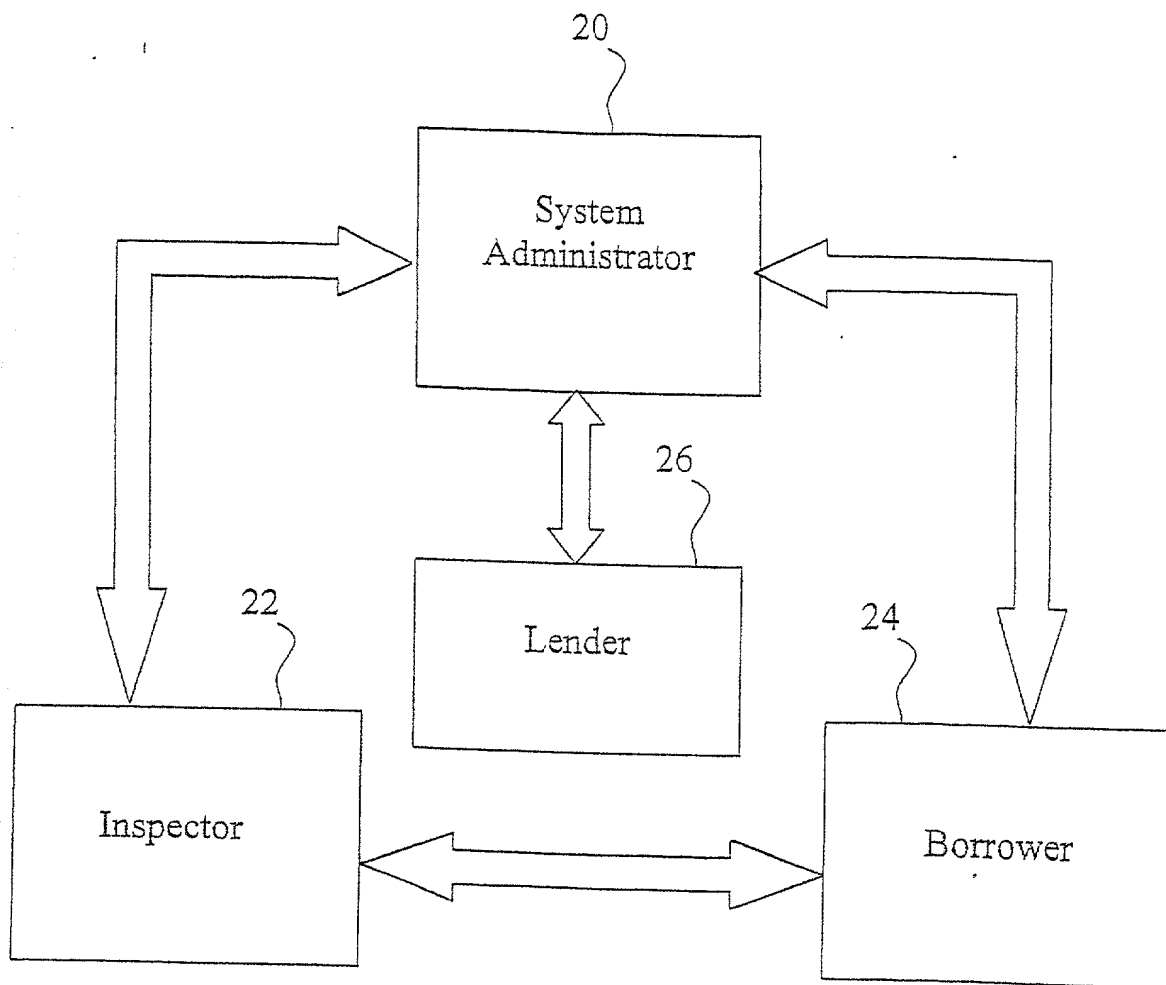 20
System
Administrator
26
Lender
22
Inspector
24
Borrower